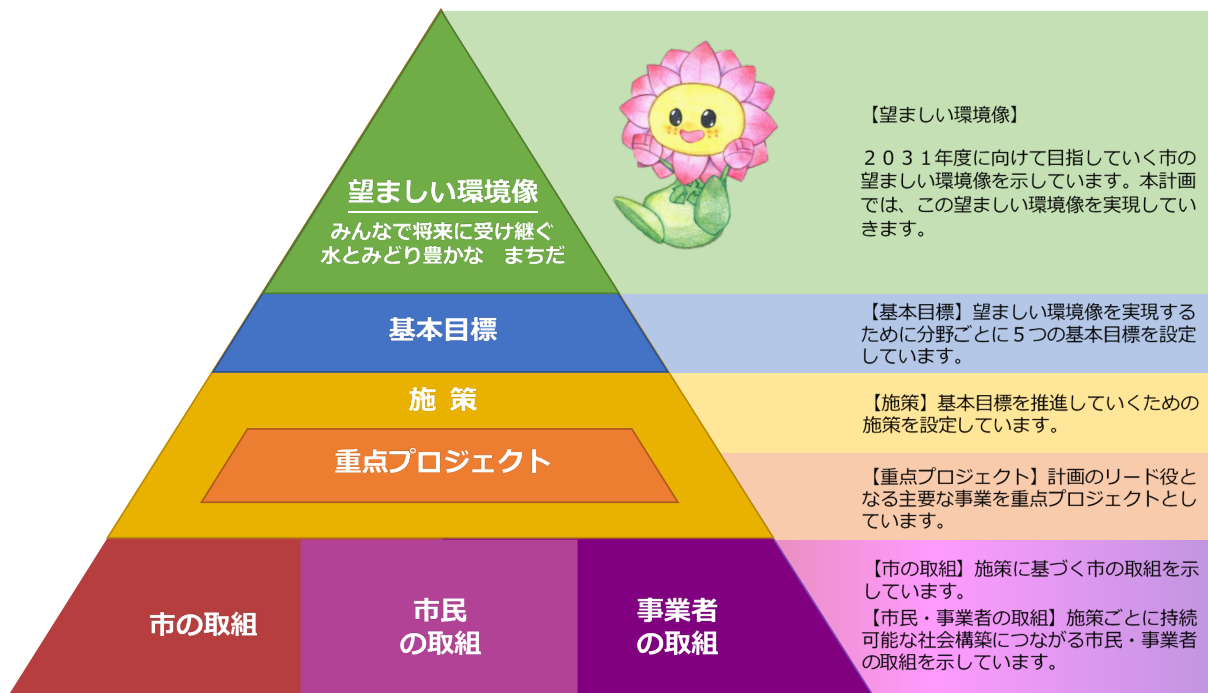 望ましい環境像
みんなで将来に受け継ぐ
水とみどり豊かな　まちだ
基本目標
施 策
重点プロジェクト
市の取組
市民
の取組
事業者
の取組
【望ましい環境像】
２０３１年度に向けて目指していく市の
望ましい環境像を示しています。本計画
では、この望ましい環境像を実現してい
きます。
【基本目標】望ましい環境像を実現する
ために分野ごとに５つの基本目標を設定
しています。
【施策】基本目標を推進していくための
施策を設定しています。
【重点プロジェクト】計画のリード役と
なる主要な事業を重点プロジェクトとし
ています。
【市の取組】施策に基づく市の取組を示
しています。
【市民・事業者の取組】施策ごとに持続
可能な社会構築につながる市民・事業者
の取組を示しています。